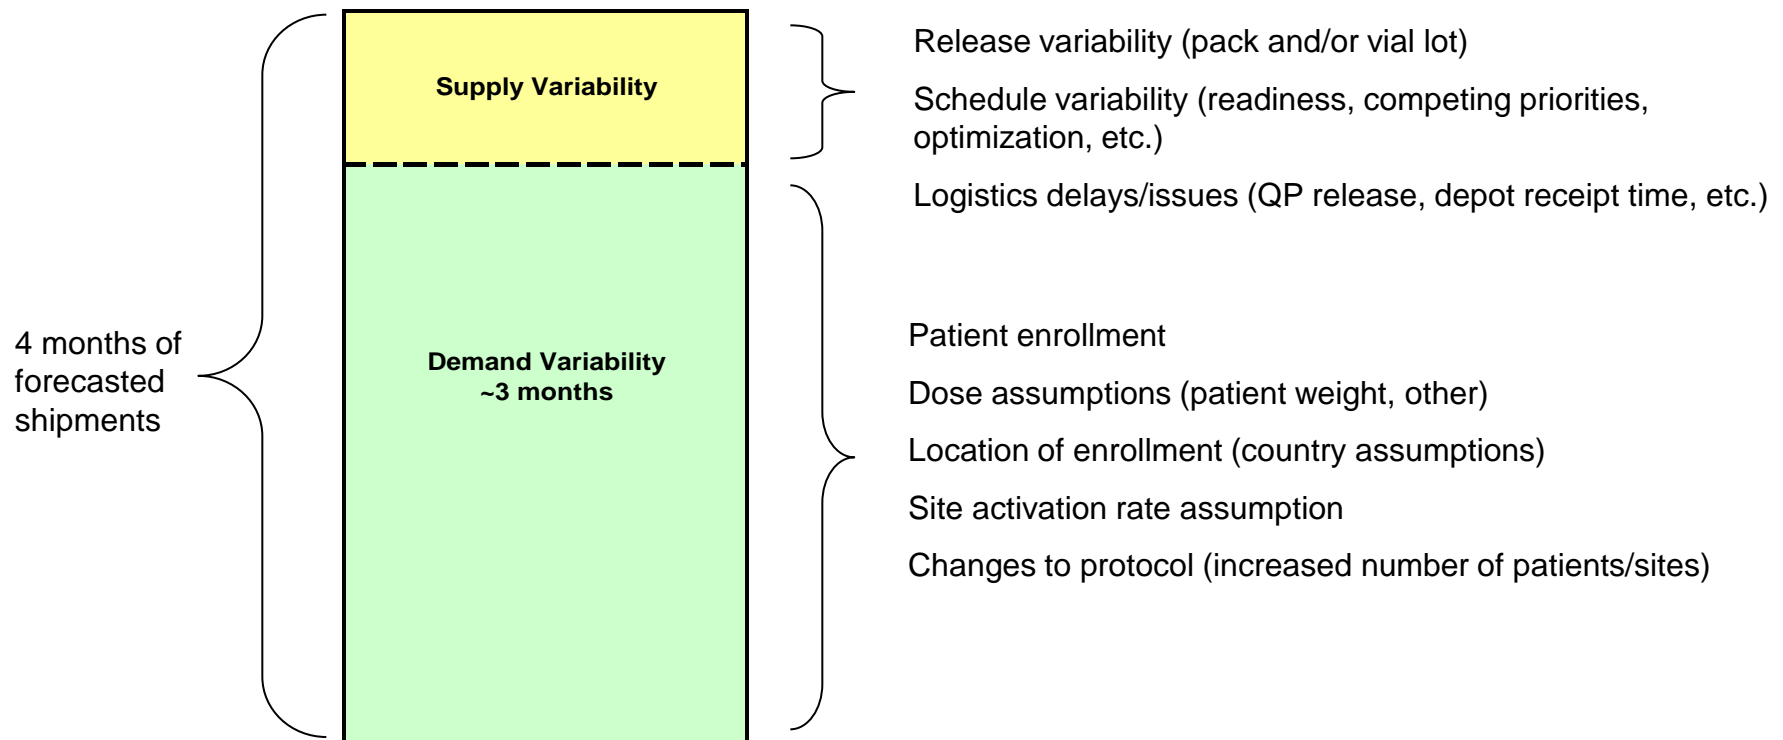 4 months of
forecasted
shipments
Supply Variability
Demand Variability
~3 months
Release variability (pack and/or vial lot)
Schedule variability (readiness, competing priorities,
optimization, etc.)
Logistics delays/issues (QP release, depot receipt time, etc.)
Patient enrollment
Dose assumptions (patient weight, other)
Location of enrollment (country assumptions)
Site activation rate assumption
Changes to protocol (increased number of patients/sites)